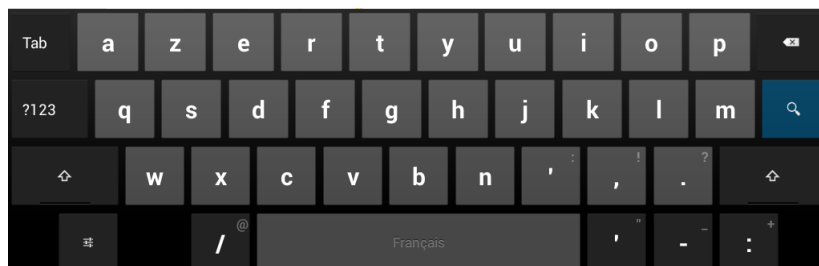 Tab a z e r t y u i o p
?123 q s d f g h j k l m
w x c v b n ' : , ! . ?
/ @ Français ' " - _ : +